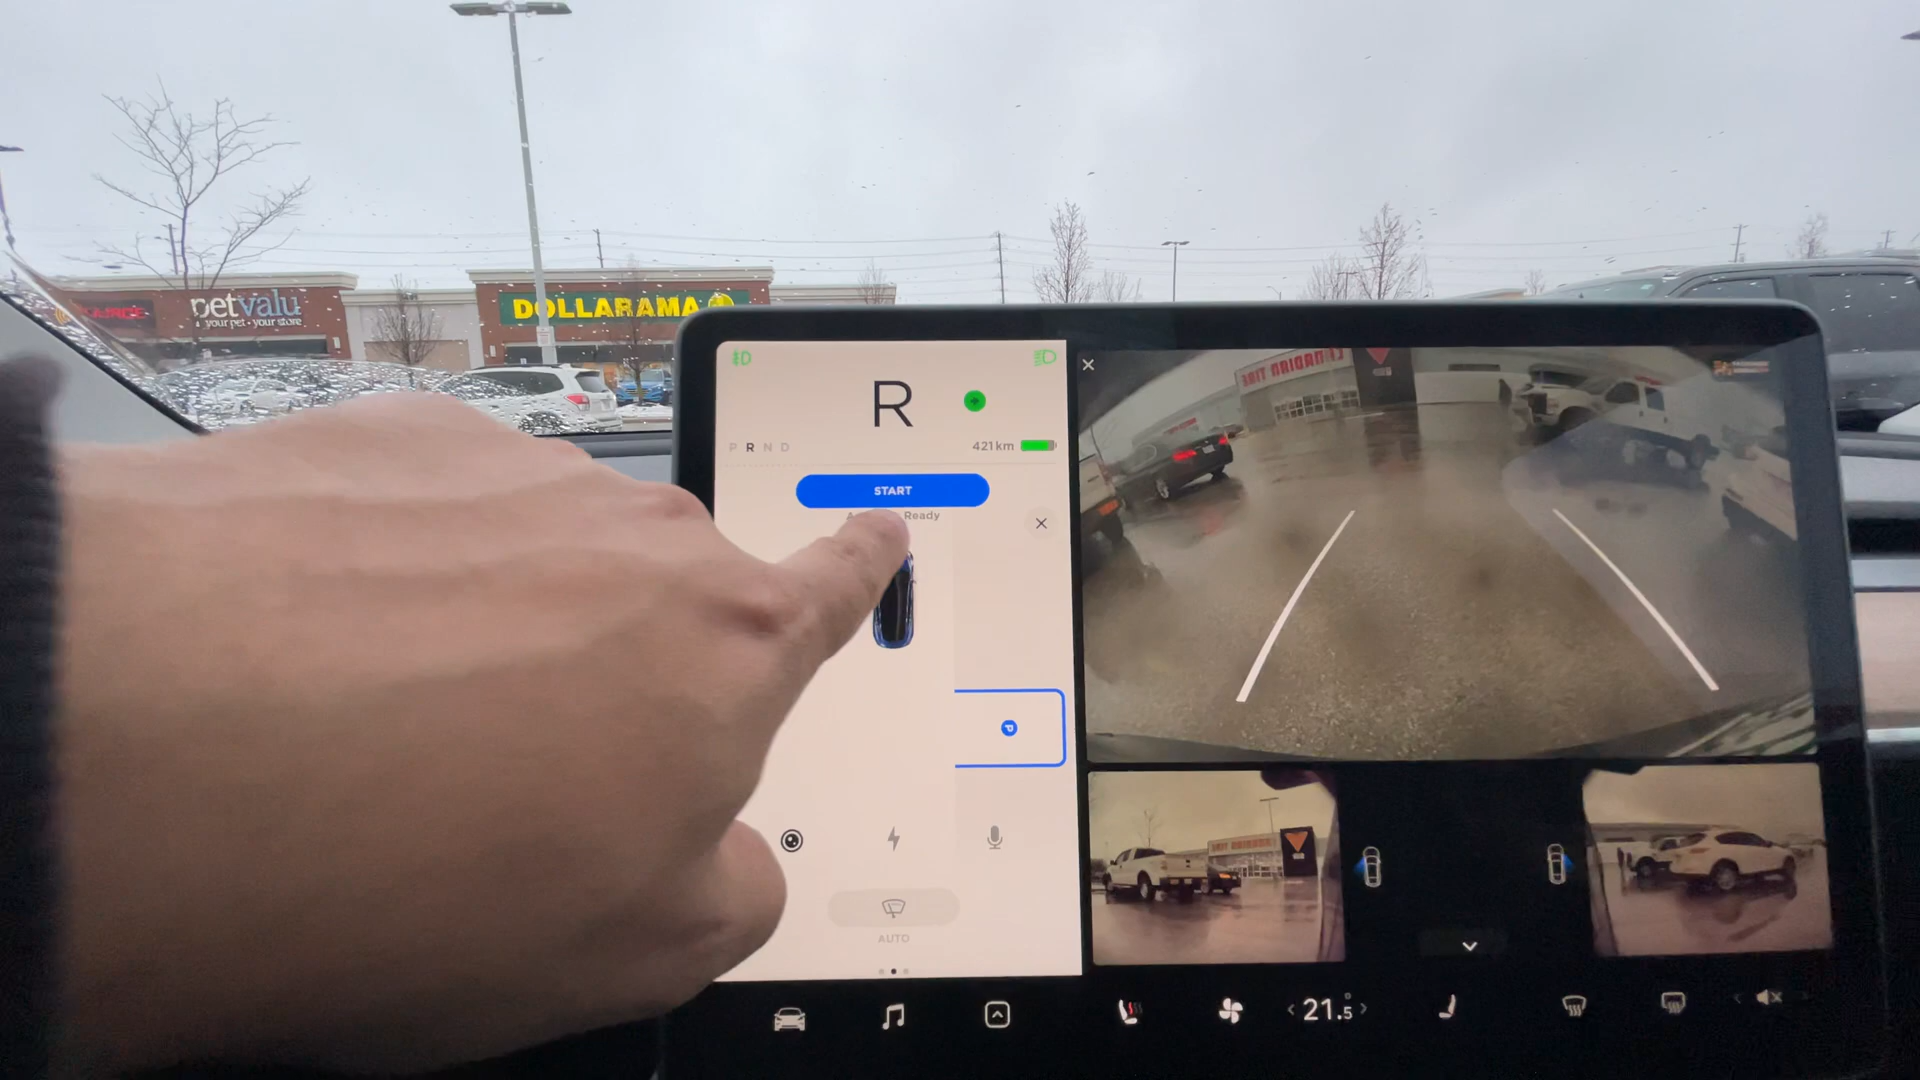 petvalu
your pet • your store
DOLLARAMA
R
P R N D
421 km
START
Ready
AUTO
21.5